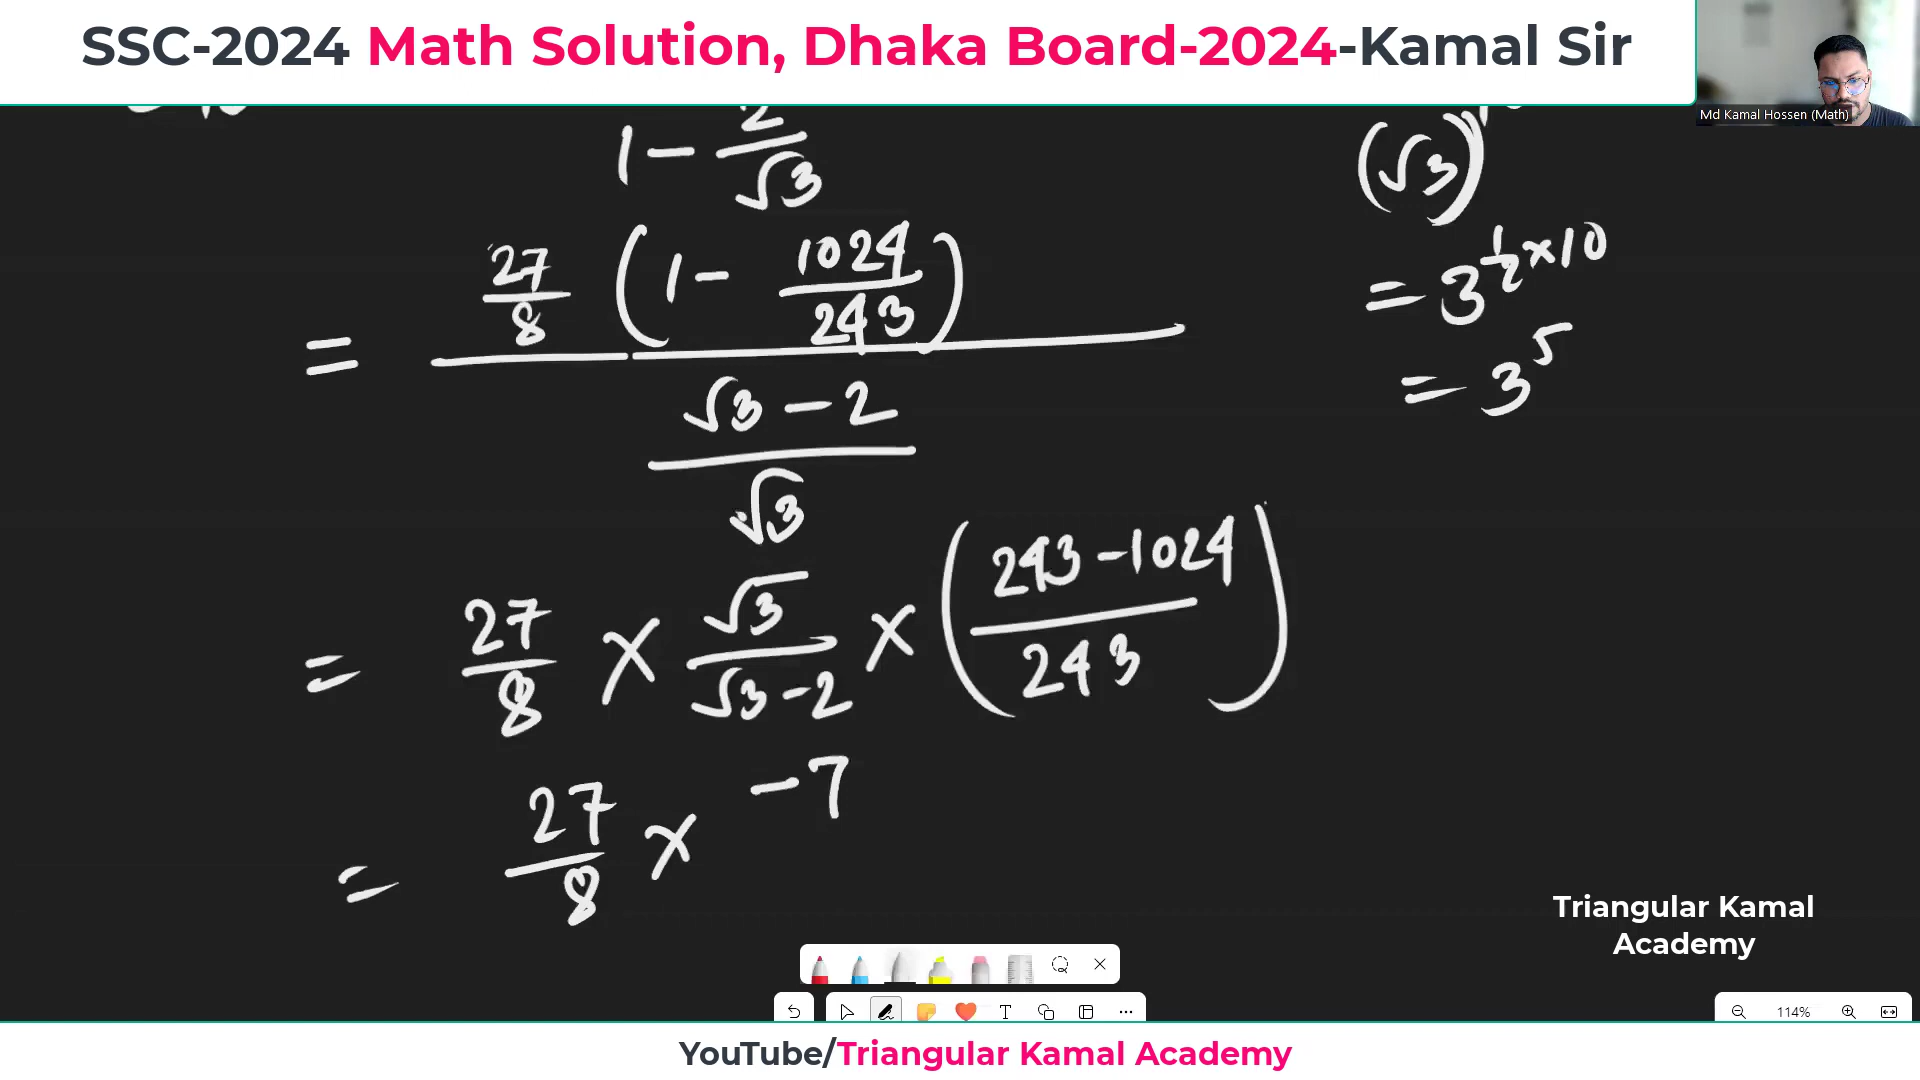 SSC-2024 Math Solution, Dhaka Board-2024-Kamal Sir
Md Kamal Hossen (Math)
1 - 2/√3
(√3)
= 27/8 (1 - 1024/243) / ((√3 - 2)/√3)
= 3^(1/2 × 10)
= 3^5
= 27/8 × √3/(√3 - 2) × ((243 - 1024)/243)
= 27/8 × -7
Triangular Kamal
Academy
114%
YouTube/Triangular Kamal Academy